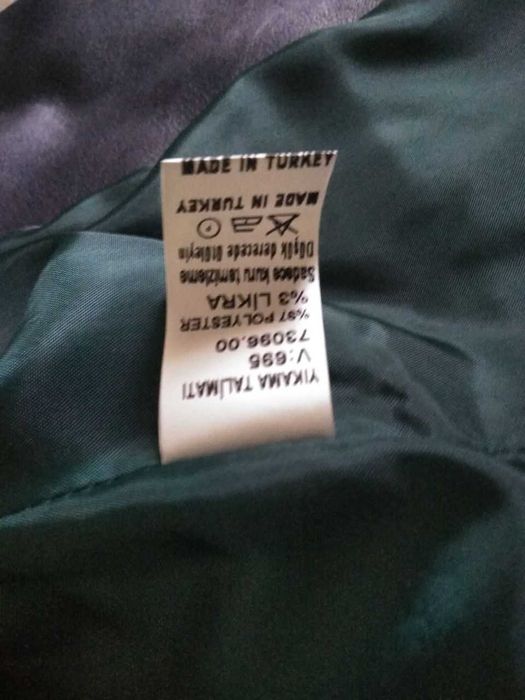 MADE IN TURKEY
YIKAMA TALİMATI
V:695
73096.00
%97 POLYESTER
%3 LİKRA
Sadece kuru temizleme
Düşük derecede ütüleyin
P
MADE IN TURKEY